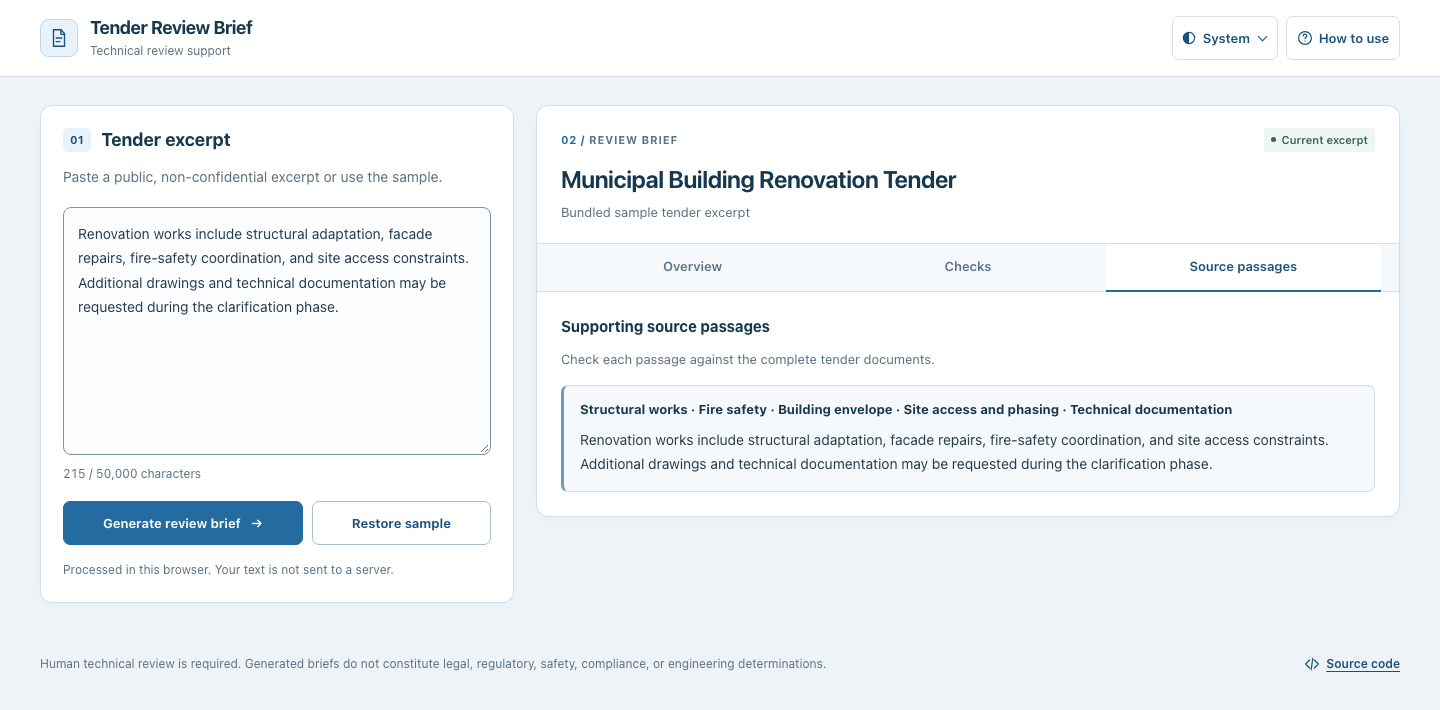 Tender Review Brief
Technical review support
System
How to use
01 Tender excerpt
Paste a public, non-confidential excerpt or use the sample.
Renovation works include structural adaptation, facade
repairs, fire-safety coordination, and site access constraints.
Additional drawings and technical documentation may be
requested during the clarification phase.
215 / 50,000 characters
Generate review brief →
Restore sample
Processed in this browser. Your text is not sent to a server.
02 / REVIEW BRIEF
Current excerpt
Municipal Building Renovation Tender
Bundled sample tender excerpt
Overview
Checks
Source passages
Supporting source passages
Check each passage against the complete tender documents.
Structural works · Fire safety · Building envelope · Site access and phasing · Technical documentation
Renovation works include structural adaptation, facade repairs, fire-safety coordination, and site access constraints.
Additional drawings and technical documentation may be requested during the clarification phase.
Human technical review is required. Generated briefs do not constitute legal, regulatory, safety, compliance, or engineering determinations.
Source code